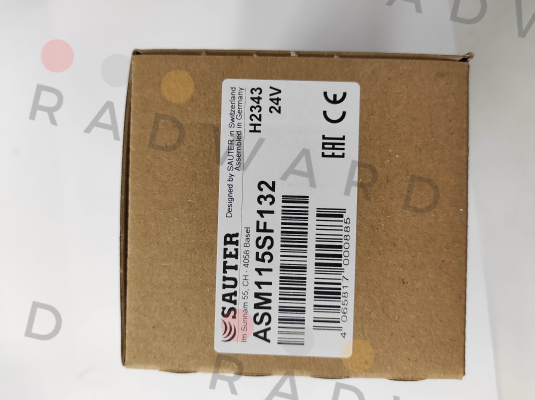 SAUTER
Designed by SAUTER in Switzerland
Assembled in Germany
Im Surinam 55, CH - 4058 Basel
ASM115SF132
H2343
24V
EAC CE
4 065817 000885
RADWARD
D
RADWARD